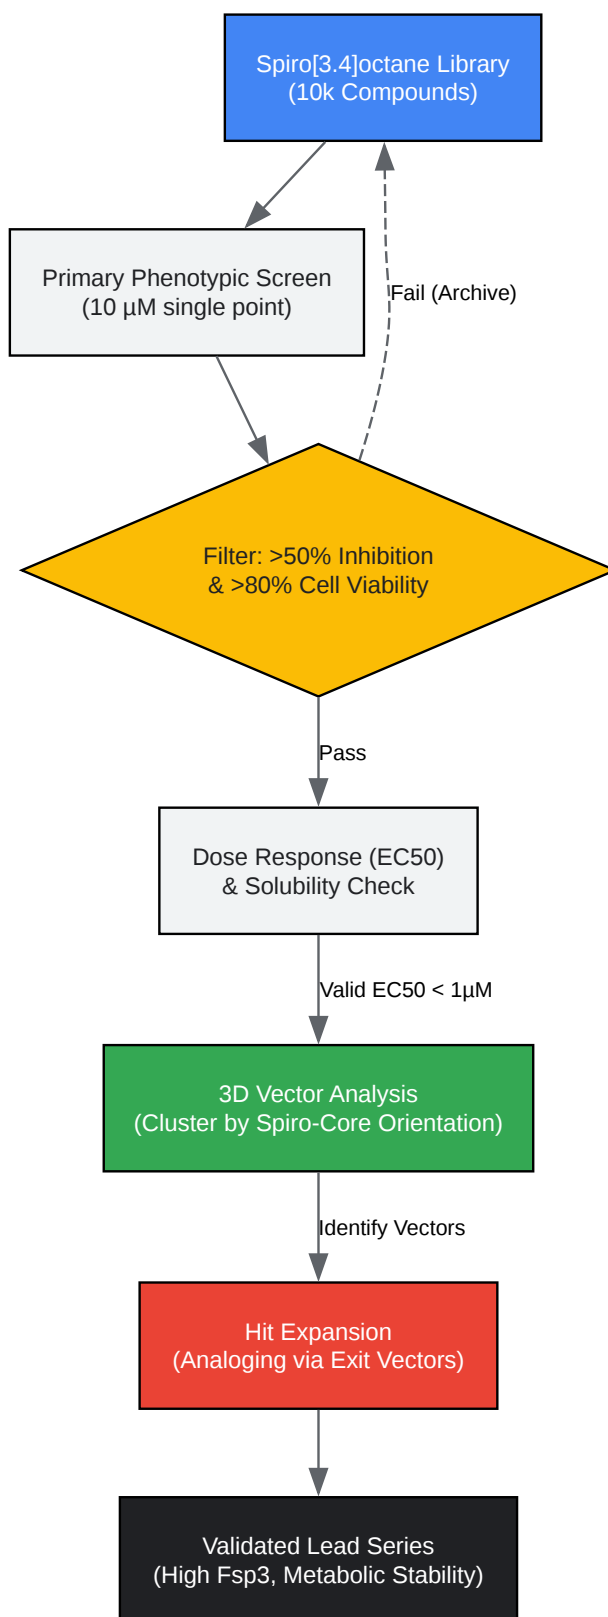 Spiro[3.4]octane Library
(10k Compounds)
Primary Phenotypic Screen
(10 µM single point)
Fail (Archive)
Filter: >50% Inhibition
& >80% Cell Viability
Pass
Dose Response (EC50)
& Solubility Check
Valid EC50 < 1µM
3D Vector Analysis
(Cluster by Spiro-Core Orientation)
Identify Vectors
Hit Expansion
(Analoging via Exit Vectors)
Validated Lead Series
(High Fsp3, Metabolic Stability)